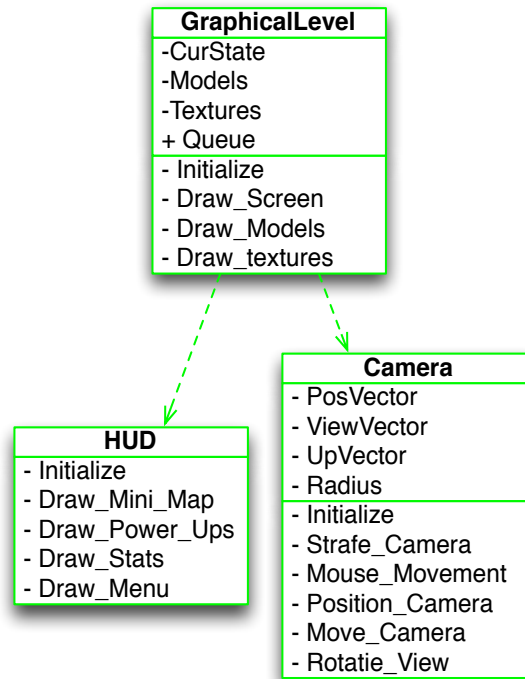 GraphicalLevel
-CurState
-Models
-Textures
+ Queue
- Initialize
- Draw_Screen
- Draw_Models
- Draw_textures
HUD
- Initialize
- Draw_Mini_Map
- Draw_Power_Ups
- Draw_Stats
- Draw_Menu
Camera
- PosVector
- ViewVector
- UpVector
- Radius
- Initialize
- Strafe_Camera
- Mouse_Movement
- Position_Camera
- Move_Camera
- Rotatie_View